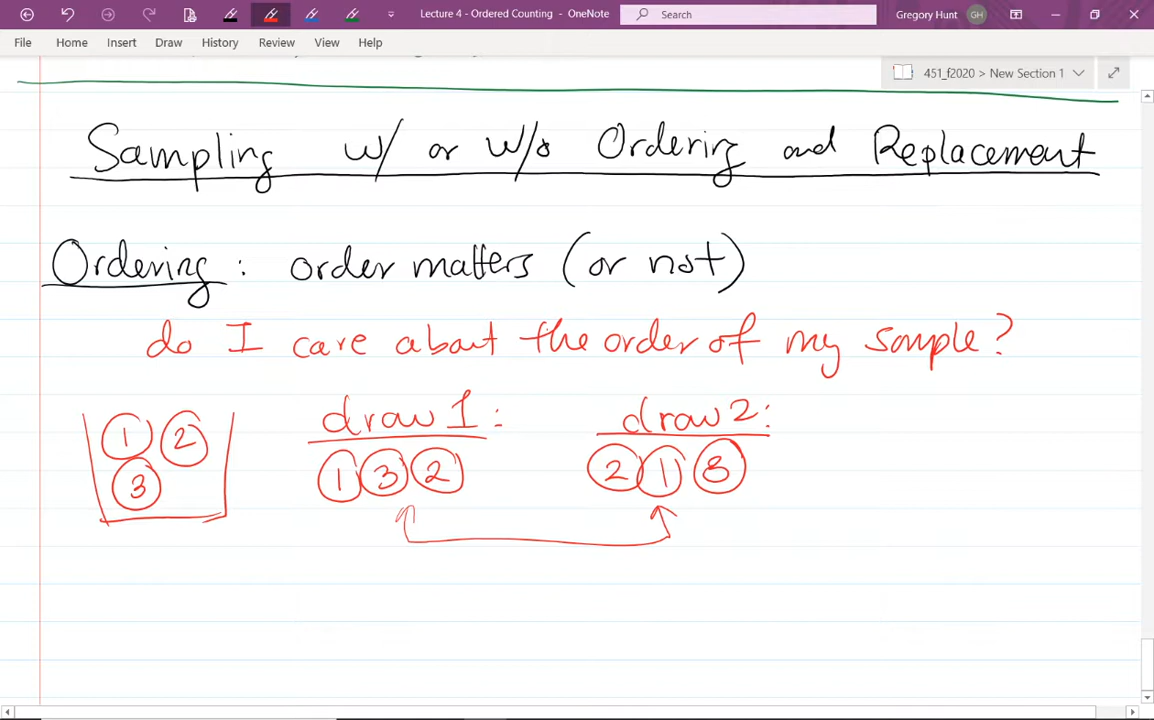 Lecture 4 - Ordered Counting - OneNote
Search
Gregory Hunt GH
File Home Insert Draw History Review View Help
451_f2020 > New Section 1
Sampling w/ or w/o Ordering and Replacement
Ordering: order matters (or not)
do I care about the order of my sample?
draw 1: draw 2:
1 2
3
1 3 2 2 1 3